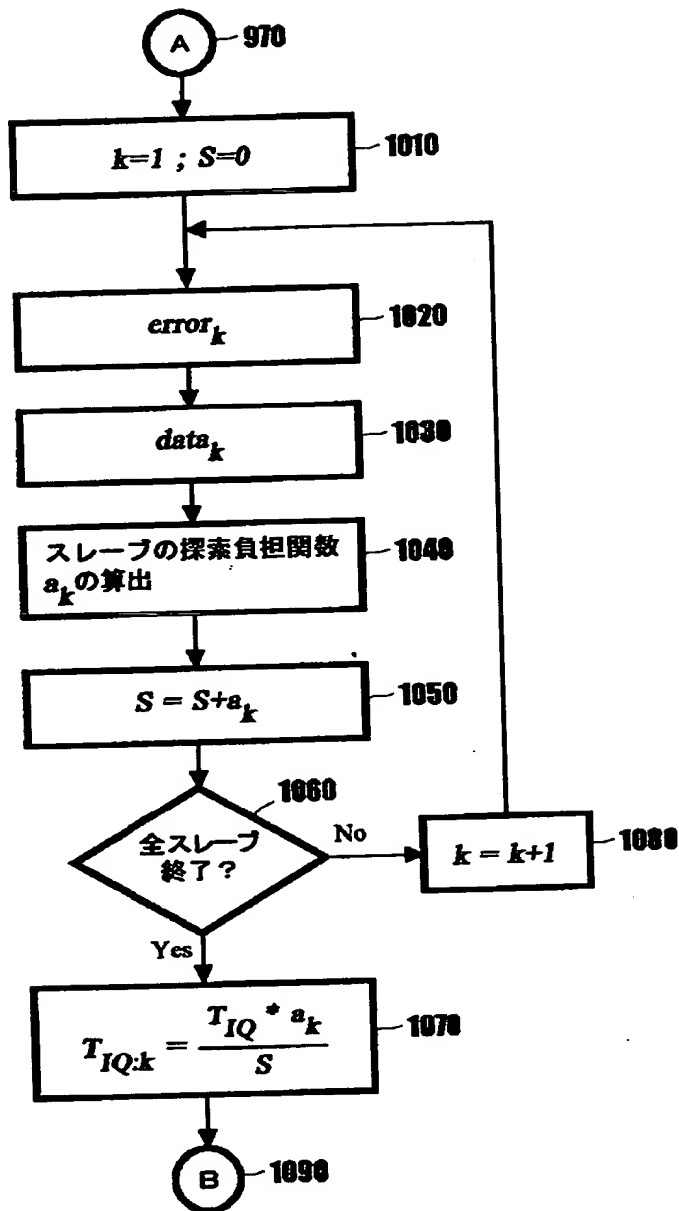 A
970
k=1 ; S=0
1010
error_k
1020
data_k
1030
スレーブの探索負担関数
a_kの算出
1040
S = S+a_k
1050
1060
全スレーブ
終了?
No
k = k+1
1080
Yes
T_IQ:k = T_IQ * a_k / S
1070
B
1090